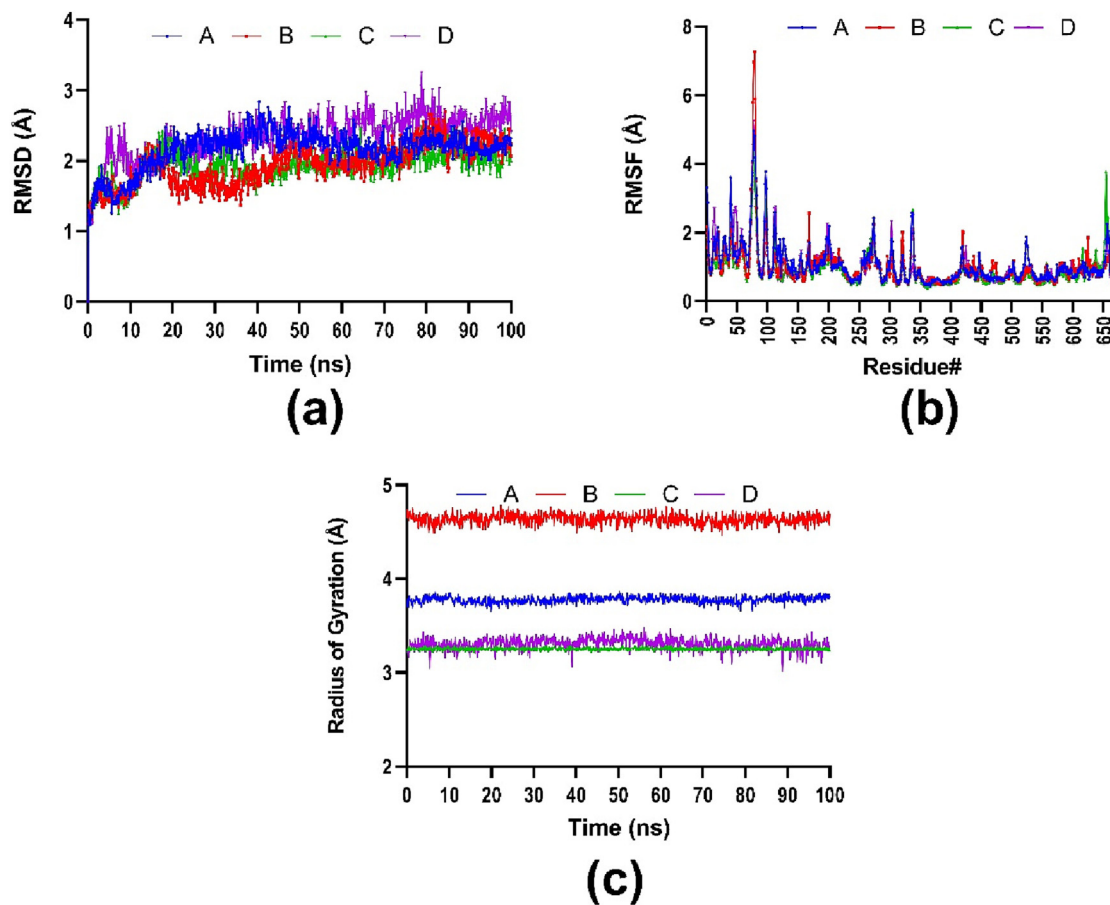 A B C D
RMSD (Å)
4
3
2
1
0
0 10 20 30 40 50 60 70 80 90 100
Time (ns)
(a)
A B C D
RMSF (Å)
8
6
4
2
0
0 50 100 150 200 250 300 350 400 450 500 550 600 650
Residue#
(b)
A B C D
Radius of Gyration (Å)
5
4
3
2
0 10 20 30 40 50 60 70 80 90 100
Time (ns)
(c)